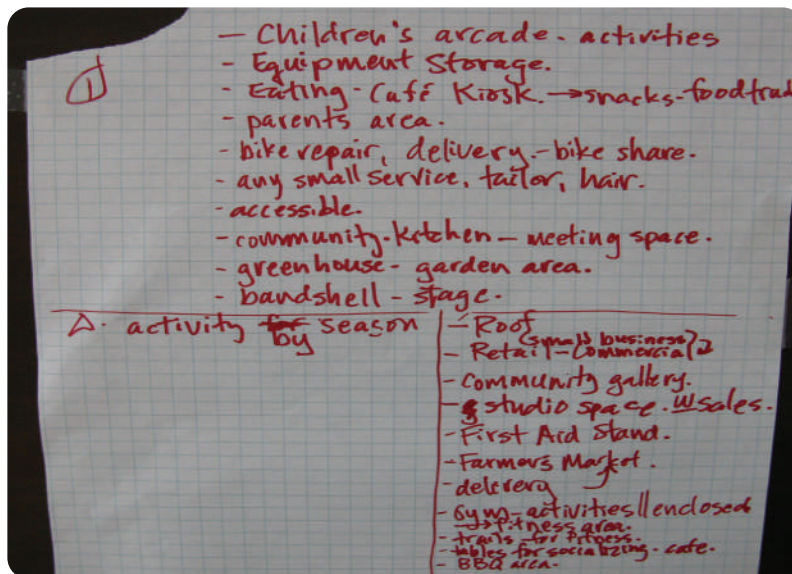 ①
- Children's arcade. activities
- Equipment Storage.
- Eating - Café Kiosk. → snacks - food truc
- parents area.
- bike repair, delivery. - bike share.
- any small service, tailor, hair.
- accessible.
- community. kitchen - meeting space.
- greenhouse - garden area.
- bandshell - stage.
Δ. activity by season
- Roof
- Retail - (small business) Commercial
- Community gallery.
- studio space. w sales.
- First Aid Stand.
- Farmers Market.
- delivery
- Gym - activities || enclosed
→ fitness area.
- trails for fitness.
- tables for socializing. cafe.
- BBQ area.